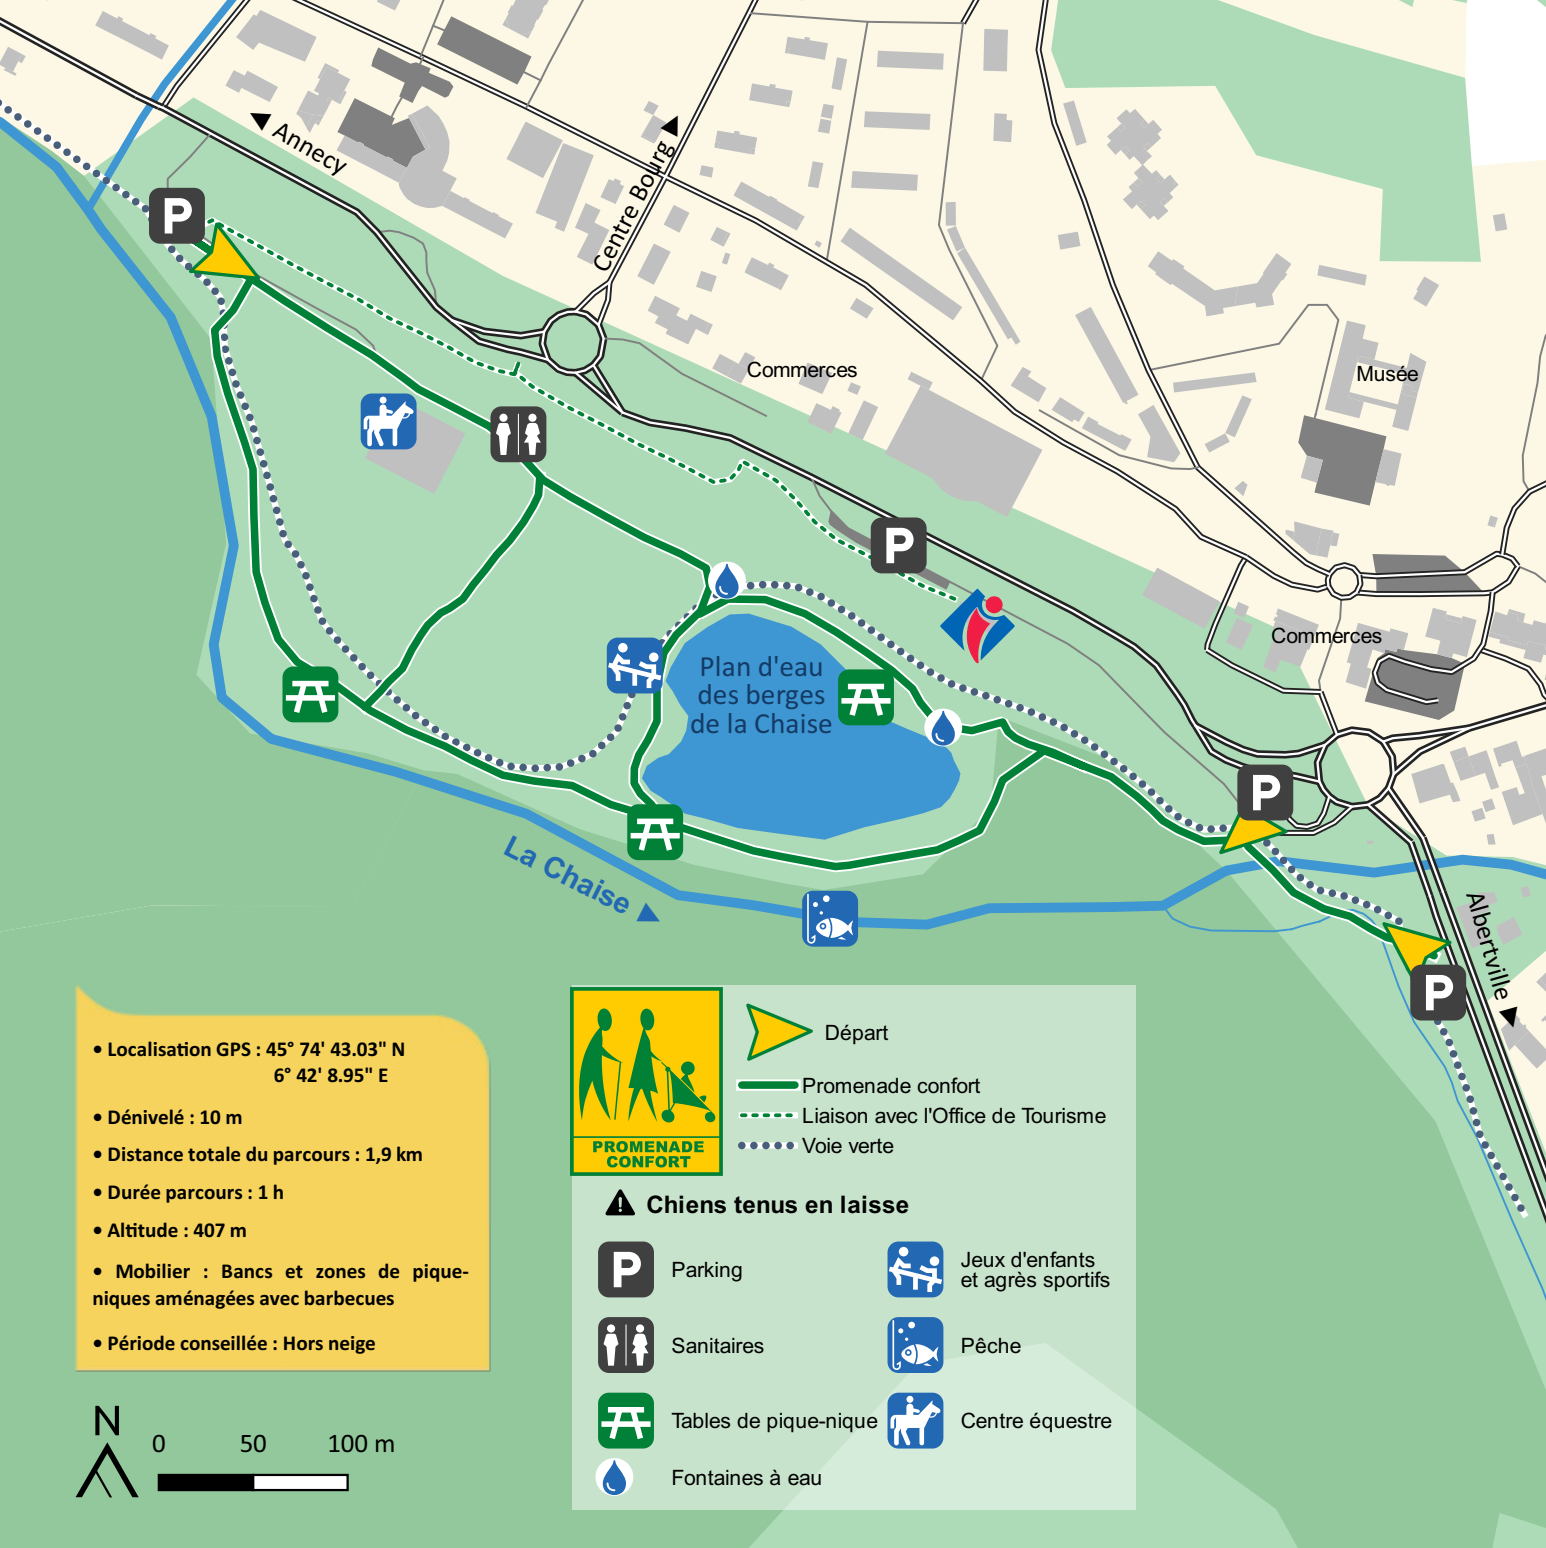 Annecy
Centre Bourg
Commerces
Musée
Commerces
Plan d'eau
des berges
de la Chaise
La Chaise
Albertville
P
P
P
P
• Localisation GPS : 45° 74' 43.03" N
6° 42' 8.95" E
• Dénivelé : 10 m
• Distance totale du parcours : 1,9 km
• Durée parcours : 1 h
• Altitude : 407 m
• Mobilier : Bancs et zones de pique-
niques aménagées avec barbecues
• Période conseillée : Hors neige
N
0 50 100 m
PROMENADE
CONFORT
Départ
Promenade confort
Liaison avec l'Office de Tourisme
Voie verte
Chiens tenus en laisse
P Parking
Jeux d'enfants
et agrès sportifs
Sanitaires
Pêche
Tables de pique-nique
Centre équestre
Fontaines à eau